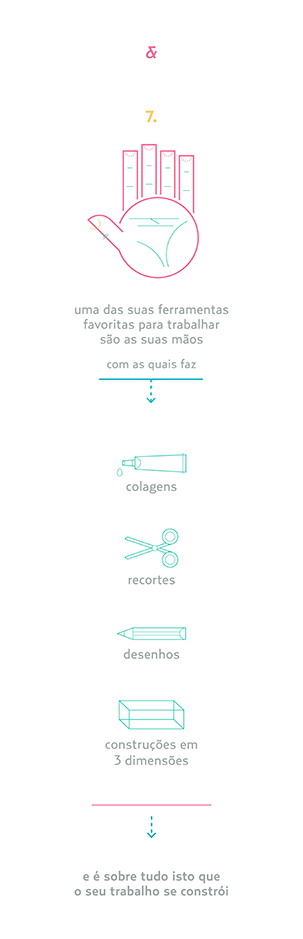 &
7.
uma das suas ferramentas
favoritas para trabalhar
são as suas mãos
com as quais faz
colagens
recortes
desenhos
construções em
3 dimensões
e é sobre tudo isto que
o seu trabalho se constrói